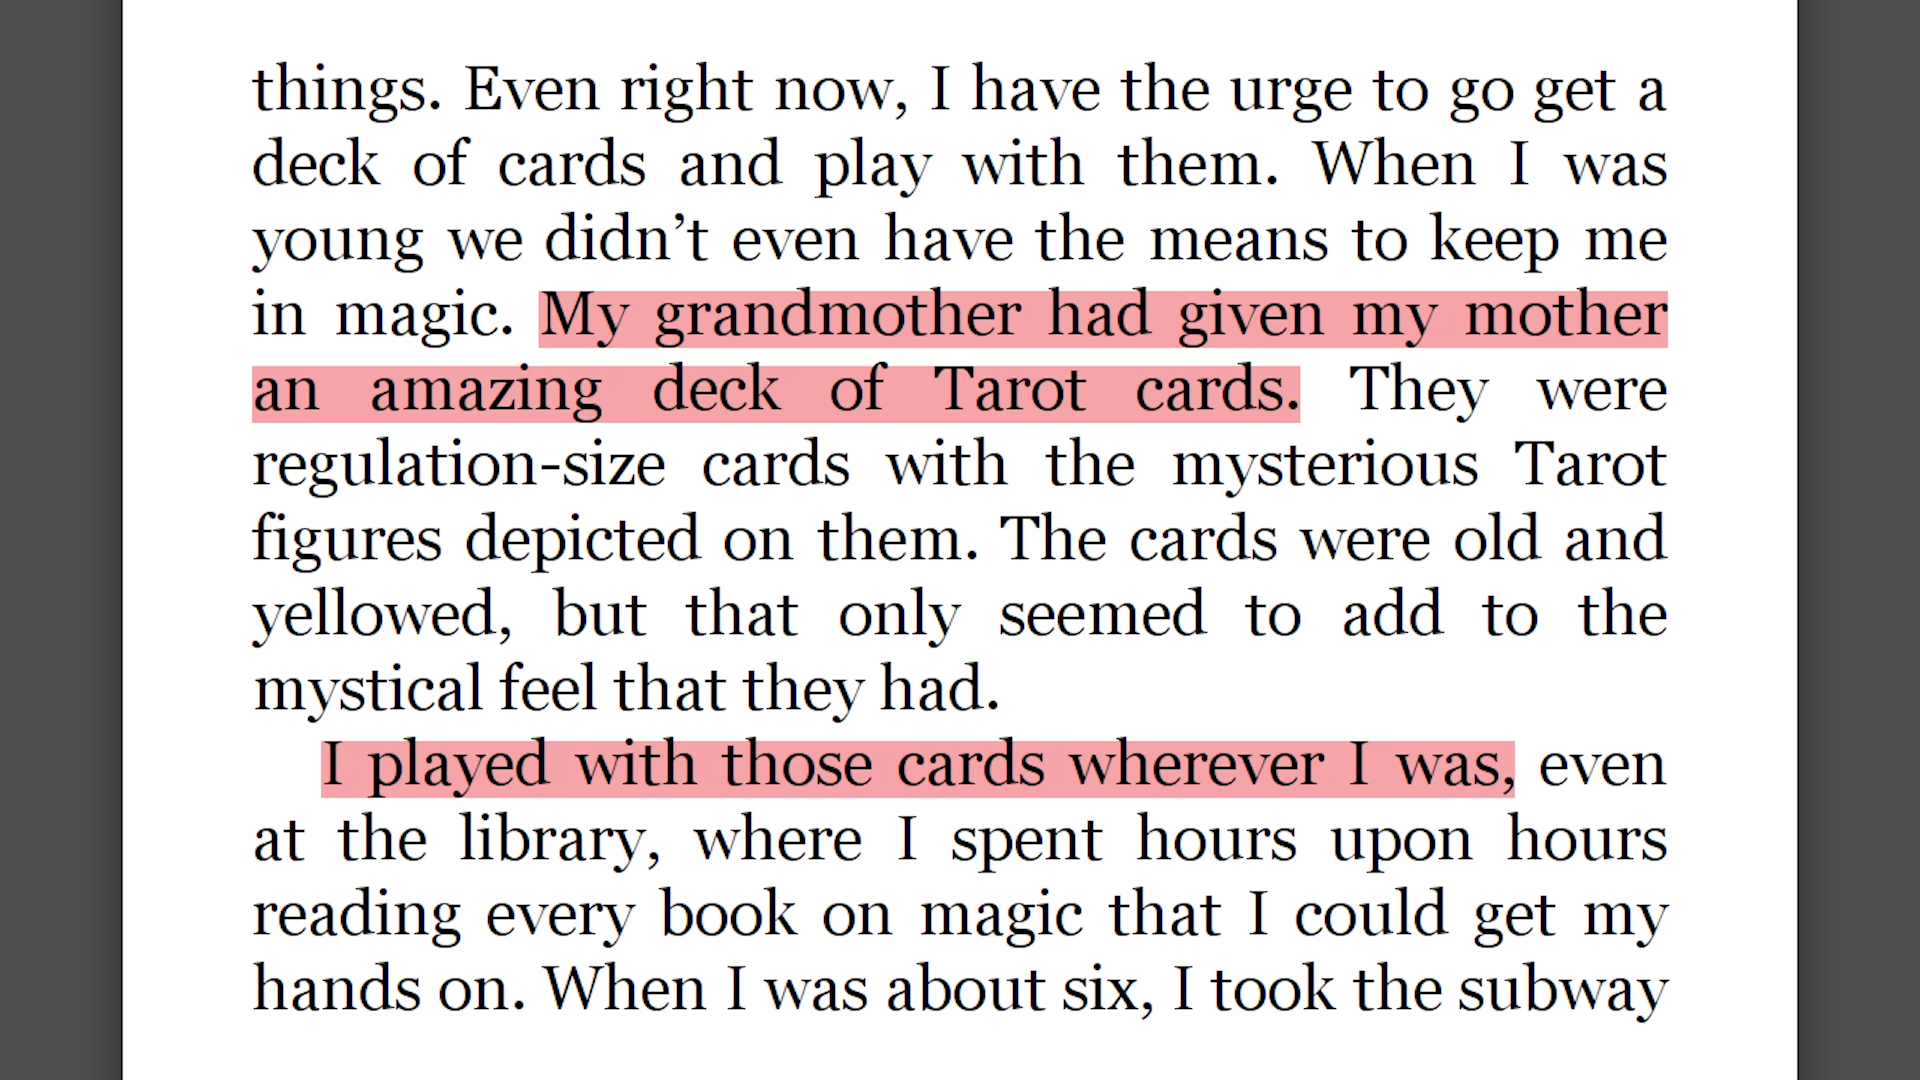 things. Even right now, I have the urge to go get a
deck of cards and play with them. When I was
young we didn’t even have the means to keep me
in magic. My grandmother had given my mother
an amazing deck of Tarot cards. They were
regulation-size cards with the mysterious Tarot
figures depicted on them. The cards were old and
yellowed, but that only seemed to add to the
mystical feel that they had.
I played with those cards wherever I was, even
at the library, where I spent hours upon hours
reading every book on magic that I could get my
hands on. When I was about six, I took the subway